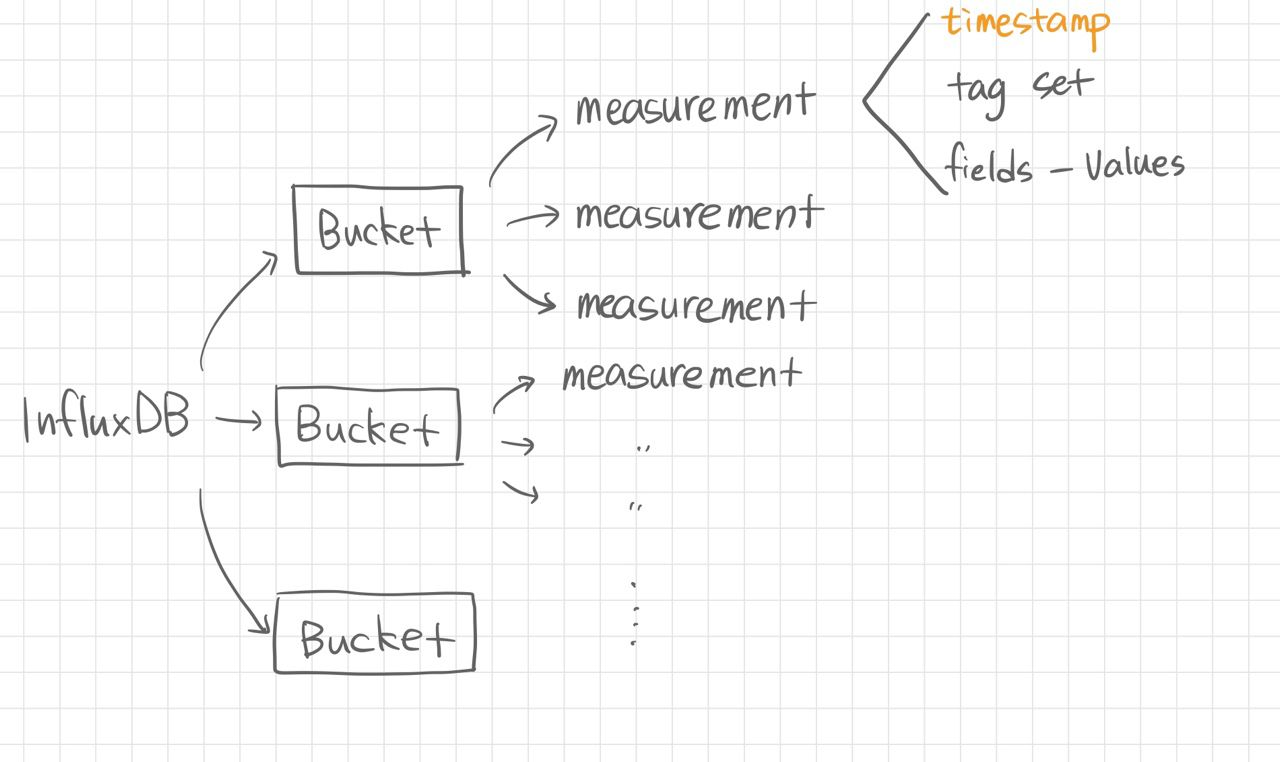 timestamp
tag set
fields - Values
measurement
measurement
measurement
measurement
"
"
InfluxDB
Bucket
Bucket
Bucket